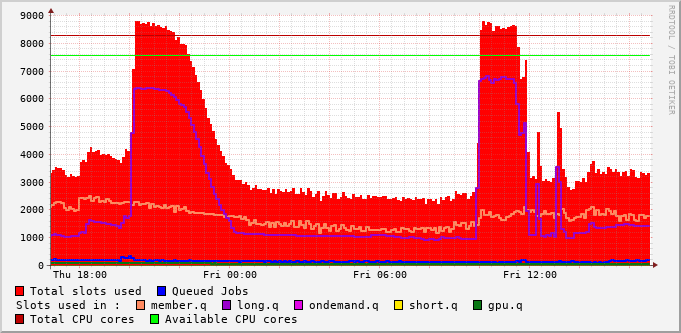 9000
8000
7000
6000
5000
4000
3000
2000
1000
0
Thu 18:00 Fri 00:00 Fri 06:00 Fri 12:00
RRDTOOL / TOBI OETIKER
Total slots used Queued Jobs
Slots used in : member.q long.q ondemand.q short.q gpu.q
Total CPU cores Available CPU cores